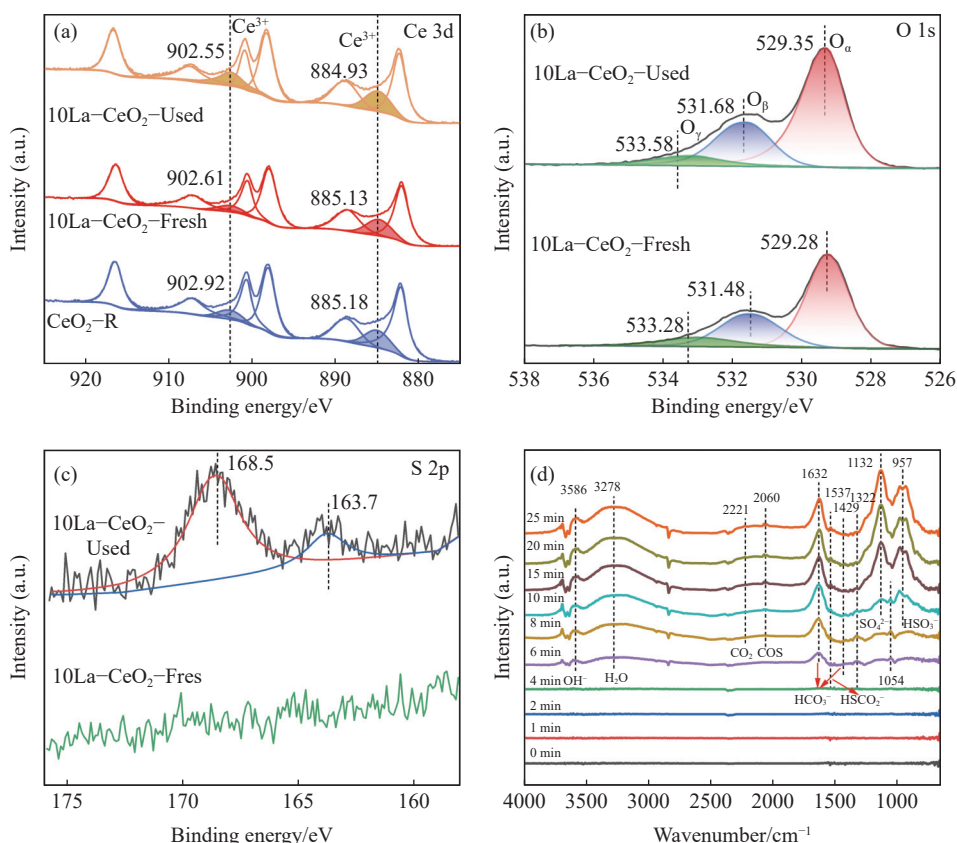 (a)
Ce³⁺
Ce³⁺
Ce 3d
902.55
884.93
10La−CeO₂−Used
902.61
885.13
10La−CeO₂−Fresh
902.92
885.18
CeO₂−R
920
910
900
890
880
Binding energy/eV
Intensity (a.u.)
(b)
O 1s
529.35
Oα
10La−CeO₂−Used
531.68
Oβ
Oγ
533.58
10La−CeO₂−Fresh
529.28
531.48
533.28
538
536
534
532
530
528
526
Binding energy/eV
Intensity (a.u.)
(c)
S 2p
168.5
163.7
10La−CeO₂−
Used
10La−CeO₂−Fres
175
170
165
160
Binding energy/eV
Intensity (a.u.)
(d)
1132
957
1632
1537
1322
1429
3586
3278
2221
2060
25 min
20 min
15 min
10 min
8 min
6 min
4 min
2 min
1 min
0 min
SO₄²⁻
HSO₃⁻
CO₂
COS
OH⁻
H₂O
1054
HCO₃⁻
HSCO₂⁻
4000
3500
3000
2500
2000
1500
1000
Wavenumber/cm⁻¹
Intensity (a.u.)